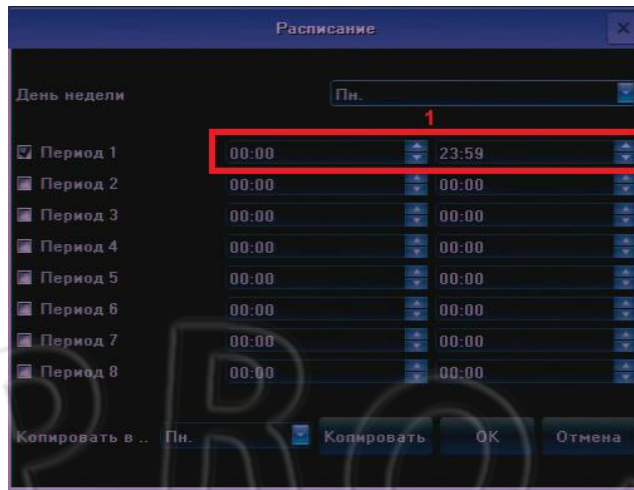 Расписание
День недели Пн.
1
Период 1 00:00 23:59
Период 2 00:00 00:00
Период 3 00:00 00:00
Период 4 00:00 00:00
Период 5 00:00 00:00
Период 6 00:00 00:00
Период 7 00:00 00:00
Период 8 00:00 00:00
Копировать в .. Пн. Копировать OK Отмена
PRO